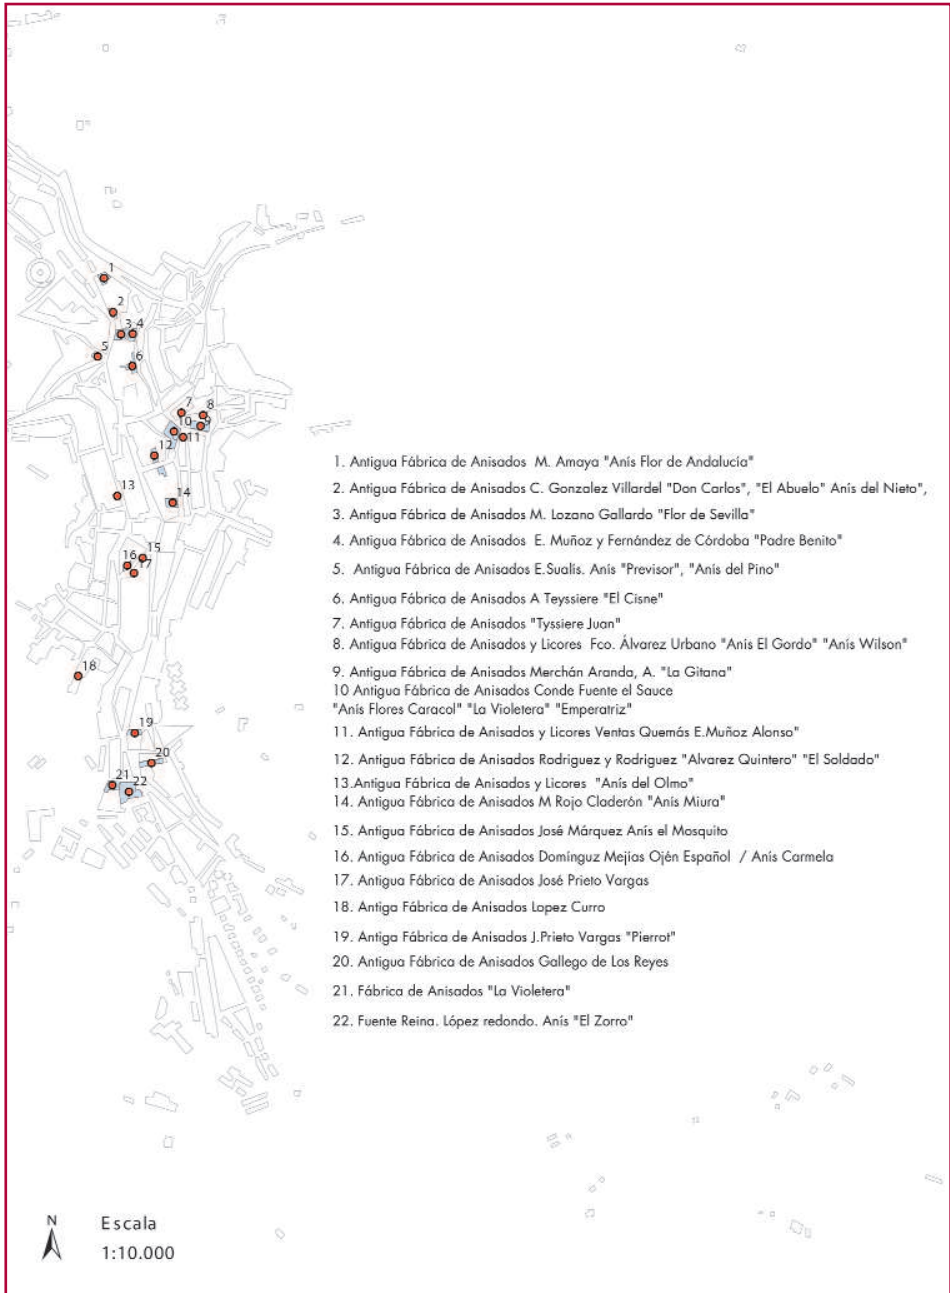 1
2
3 4
5
6
7
8
9
10
11
12
13
14
15
16
17
18
19
20
21
22
1. Antigua Fábrica de Anisados M. Amaya "Anís Flor de Andalucía"
2. Antigua Fábrica de Anisados C. Gonzalez Villardel "Don Carlos", "El Abuelo" Anís del Nieto",
3. Antigua Fábrica de Anisados M. Lozano Gallardo "Flor de Sevilla"
4. Antigua Fábrica de Anisados E. Muñoz y Fernández de Córdoba "Padre Benito"
5. Antigua Fábrica de Anisados E.Sualis. Anís "Previsor", "Anís del Pino"
6. Antigua Fábrica de Anisados A Teyssiere "El Cisne"
7. Antigua Fábrica de Anisados "Tyssiere Juan"
8. Antigua Fábrica de Anisados y Licores Fco. Álvarez Urbano "Anís El Gordo" "Anís Wilson"
9. Antigua Fábrica de Anisados Merchán Aranda, A. "La Gitana"
10 Antigua Fábrica de Anisados Conde Fuente el Sauce
"Anís Flores Caracol" "La Violetera" "Emperatriz"
11. Antigua Fábrica de Anisados y Licores Ventas Quemás E.Muñoz Alonso"
12. Antigua Fábrica de Anisados Rodriguez y Rodriguez "Alvarez Quintero" "El Soldado"
13.Antigua Fábrica de Anisados y Licores "Anís del Olmo"
14. Antigua Fábrica de Anisados M Rojo Claderón "Anís Miura"
15. Antigua Fábrica de Anisados José Márquez Anís el Mosquito
16. Antigua Fábrica de Anisados Domínguz Mejías Ojén Español / Anís Carmela
17. Antigua Fábrica de Anisados José Prieto Vargas
18. Antiga Fábrica de Anisados Lopez Curro
19. Antiga Fábrica de Anisados J.Prieto Vargas "Pierrot"
20. Antigua Fábrica de Anisados Gallego de Los Reyes
21. Fábrica de Anisados "La Violetera"
22. Fuente Reina. López redondo. Anís "El Zorro"
N
Escala
1:10.000